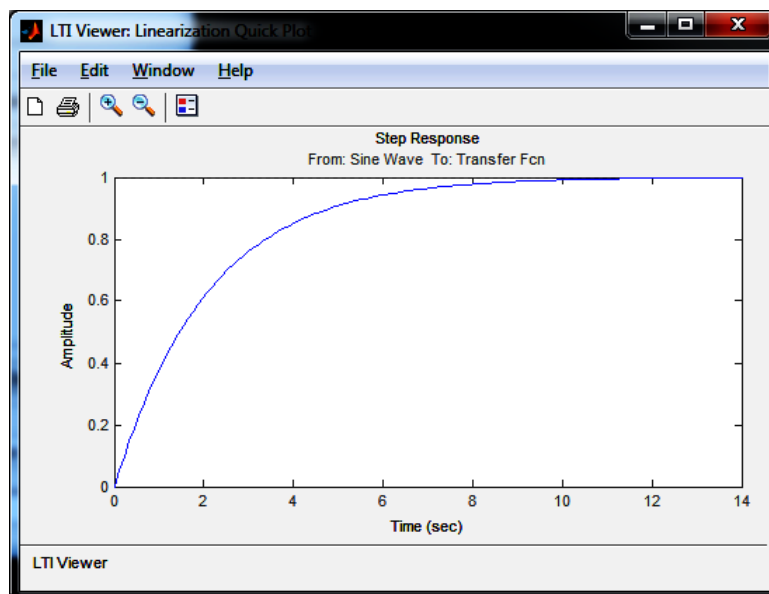 LTI Viewer: Linearization Quick Plot
File Edit Window Help
Step Response
From: Sine Wave To: Transfer Fcn
Amplitude
1
0.8
0.6
0.4
0.2
0
0 2 4 6 8 10 12 14
Time (sec)
LTI Viewer